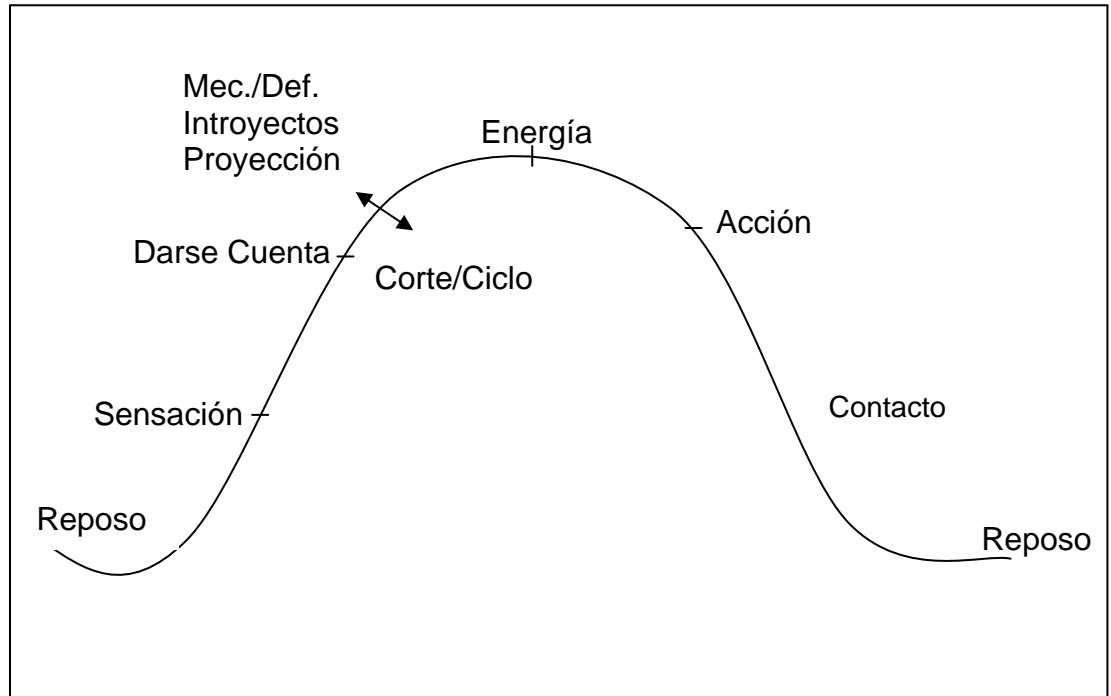 Mec./Def.
Introyectos
Proyección
Energía
Acción
Darse Cuenta
Corte/Ciclo
Sensación
Contacto
Reposo
Reposo